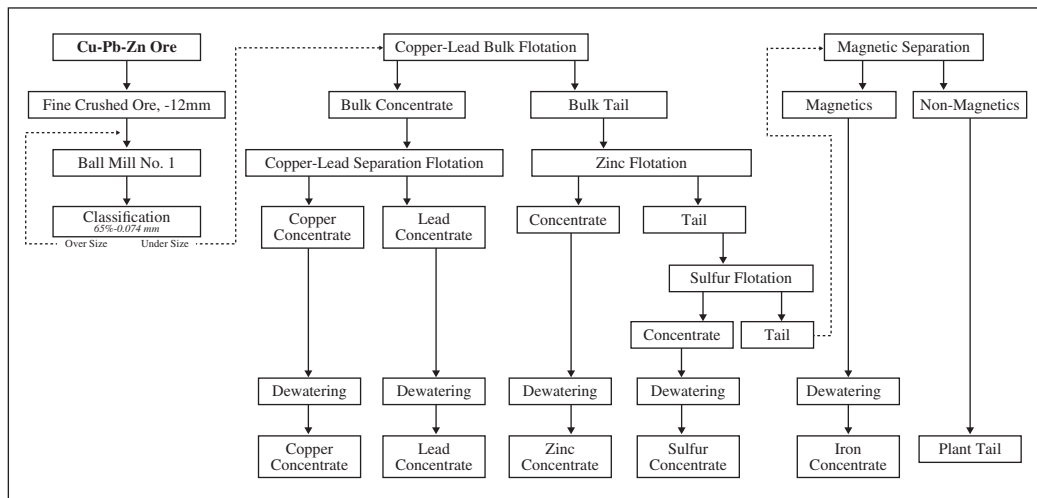 Cu-Pb-Zn Ore
Fine Crushed Ore, -12mm
Ball Mill No. 1
Classification
65%-0.074 mm
Over Size
Under Size
Copper-Lead Bulk Flotation
Bulk Concentrate
Bulk Tail
Copper-Lead Separation Flotation
Zinc Flotation
Copper
Concentrate
Lead
Concentrate
Concentrate
Tail
Sulfur Flotation
Concentrate
Tail
Magnetic Separation
Magnetics
Non-Magnetics
Dewatering
Dewatering
Dewatering
Dewatering
Dewatering
Copper
Concentrate
Lead
Concentrate
Zinc
Concentrate
Sulfur
Concentrate
Iron
Concentrate
Plant Tail